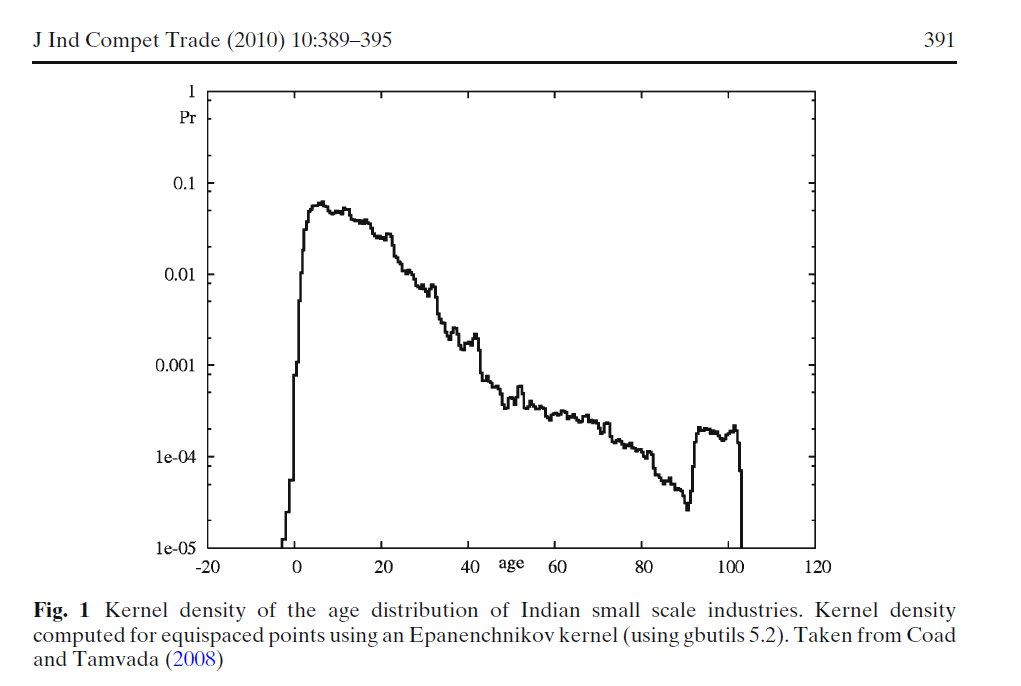 J Ind Compet Trade (2010) 10:389–395 391
1
Pr
0.1
0.01
0.001
1e-04
1e-05
-20 0 20 40 age 60 80 100 120
Fig. 1 Kernel density of the age distribution of Indian small scale industries. Kernel density
computed for equispaced points using an Epanenchnikov kernel (using gbutils 5.2). Taken from Coad
and Tamvada (2008)